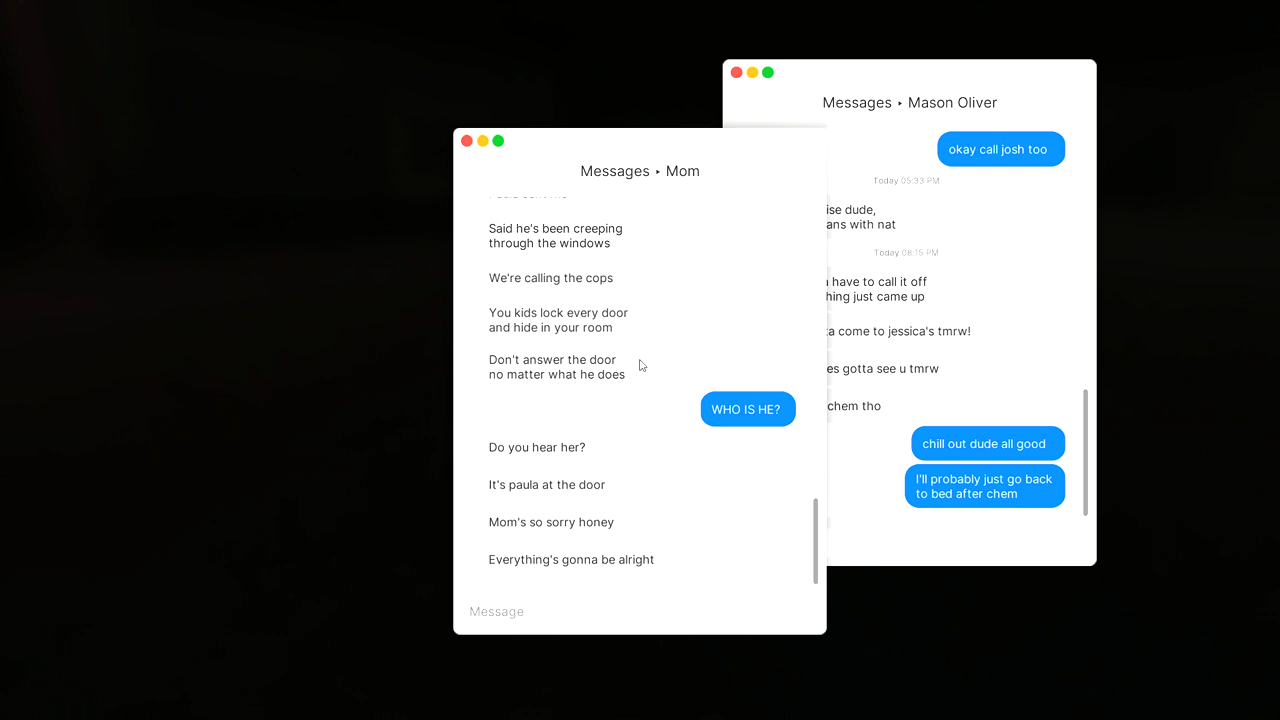 Messages ‣ Mom
Said he's been creeping
through the windows
We're calling the cops
You kids lock every door
and hide in your room
Don't answer the door
no matter what he does
WHO IS HE?
Do you hear her?
It's paula at the door
Mom's so sorry honey
Everything's gonna be alright
Message
Messages ‣ Mason Oliver
okay call josh too
Today 05:33 PM
dude,
with nat
Today 08:15 PM
have to call it off
just came up
come to jessica's tmrw!
gotta see u tmrw
chem tho
chill out dude all good
I'll probably just go back
to bed after chem